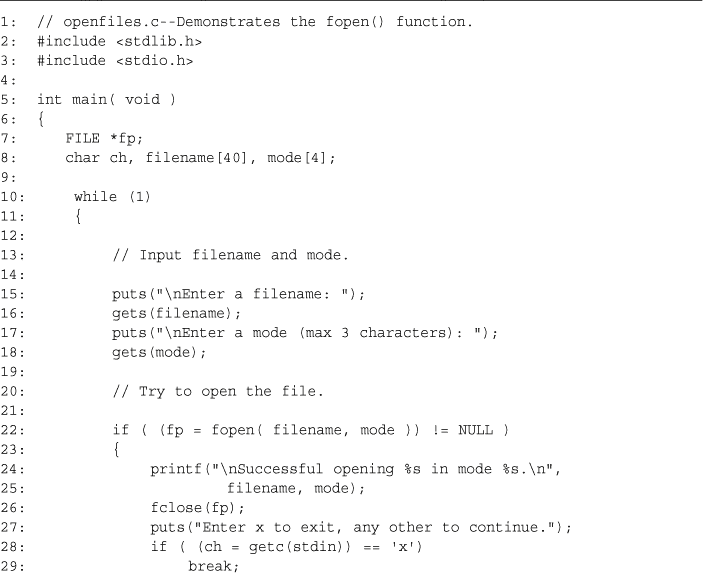 1: // openfiles.c--Demonstrates the fopen() function.
2: #include <stdlib.h>
3: #include <stdio.h>
4:
5: int main( void )
6: {
7:    FILE *fp;
8:    char ch, filename[40], mode[4];
9:
10:     while (1)
11:     {
12:
13:         // Input filename and mode.
14:
15:         puts("\nEnter a filename: ");
16:         gets(filename);
17:         puts("\nEnter a mode (max 3 characters): ");
18:         gets(mode);
19:
20:         // Try to open the file.
21:
22:         if ( (fp = fopen( filename, mode )) != NULL )
23:         {
24:             printf("\nSuccessful opening %s in mode %s.\n",
25:                     filename, mode);
26:             fclose(fp);
27:             puts("Enter x to exit, any other to continue.");
28:             if ( (ch = getc(stdin)) == 'x')
29:                 break;